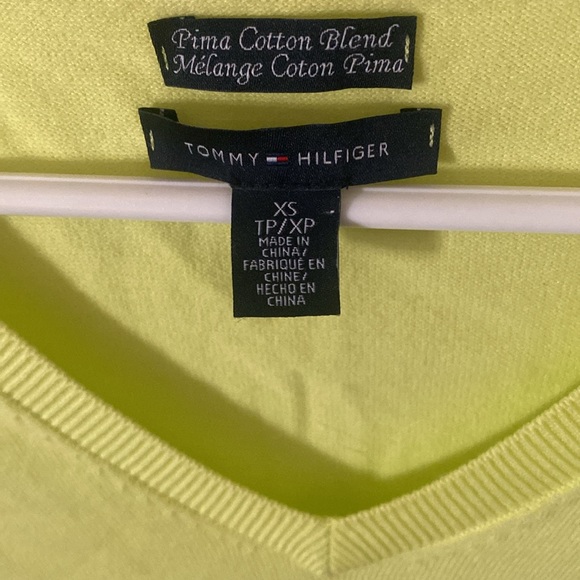 Pima Cotton Blend
Mélange Coton Pima
TOMMY HILFIGER
XS
TP/XP
MADE IN
CHINA/
FABRIQUÉ EN
CHINE/
HECHO EN
CHINA